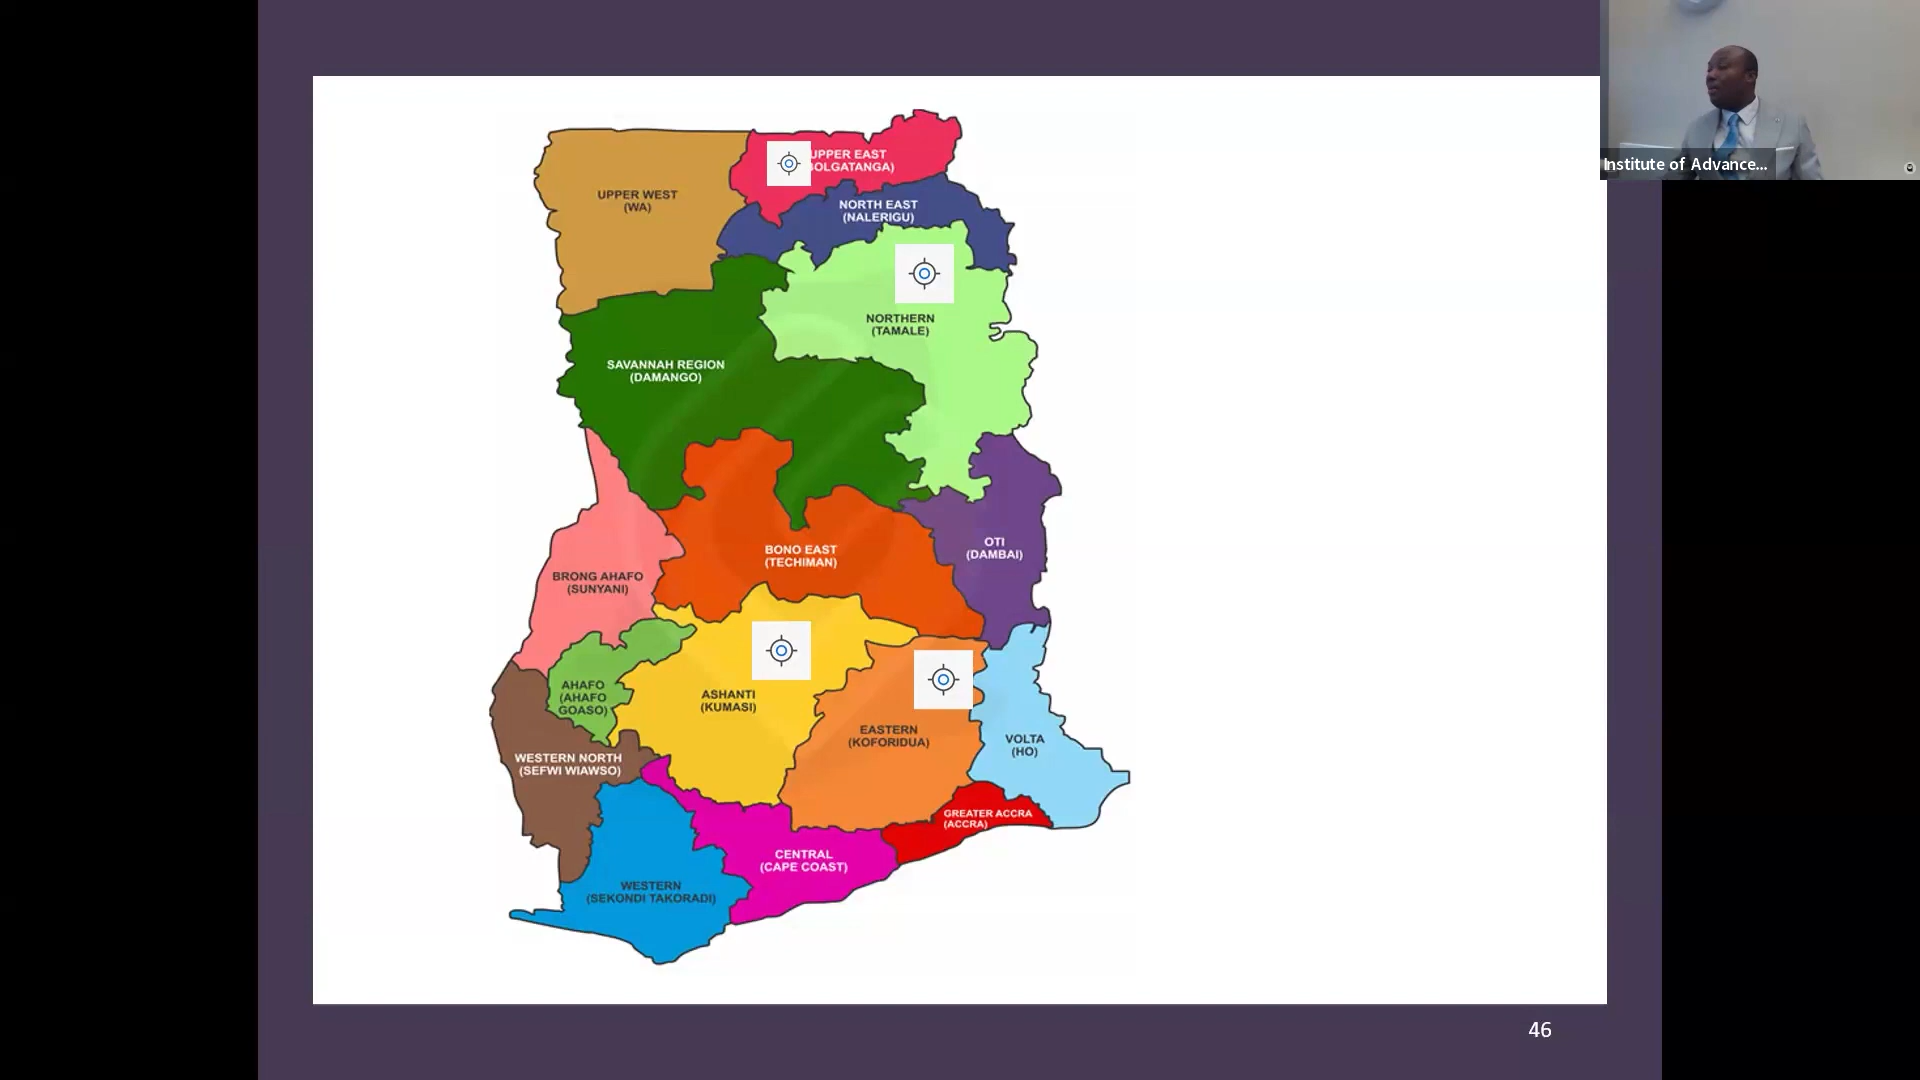 UPPER EAST
BOLGATANGA)
UPPER WEST
(WA)
NORTH EAST
(NALERIGU)
NORTHERN
(TAMALE)
SAVANNAH REGION
(DAMANGO)
OTI
(DAMBAI)
BONO EAST
(TECHIMAN)
BRONG AHAFO
(SUNYANI)
AHAFO
(AHAFO
GOASO)
ASHANTI
(KUMASI)
EASTERN
(KOFORIDUA)
VOLTA
(HO)
WESTERN NORTH
(SEFWI WIAWSO)
GREATER ACCRA
(ACCRA)
CENTRAL
(CAPE COAST)
WESTERN
(SEKONDI TAKORADI)
46
Institute of Advance...